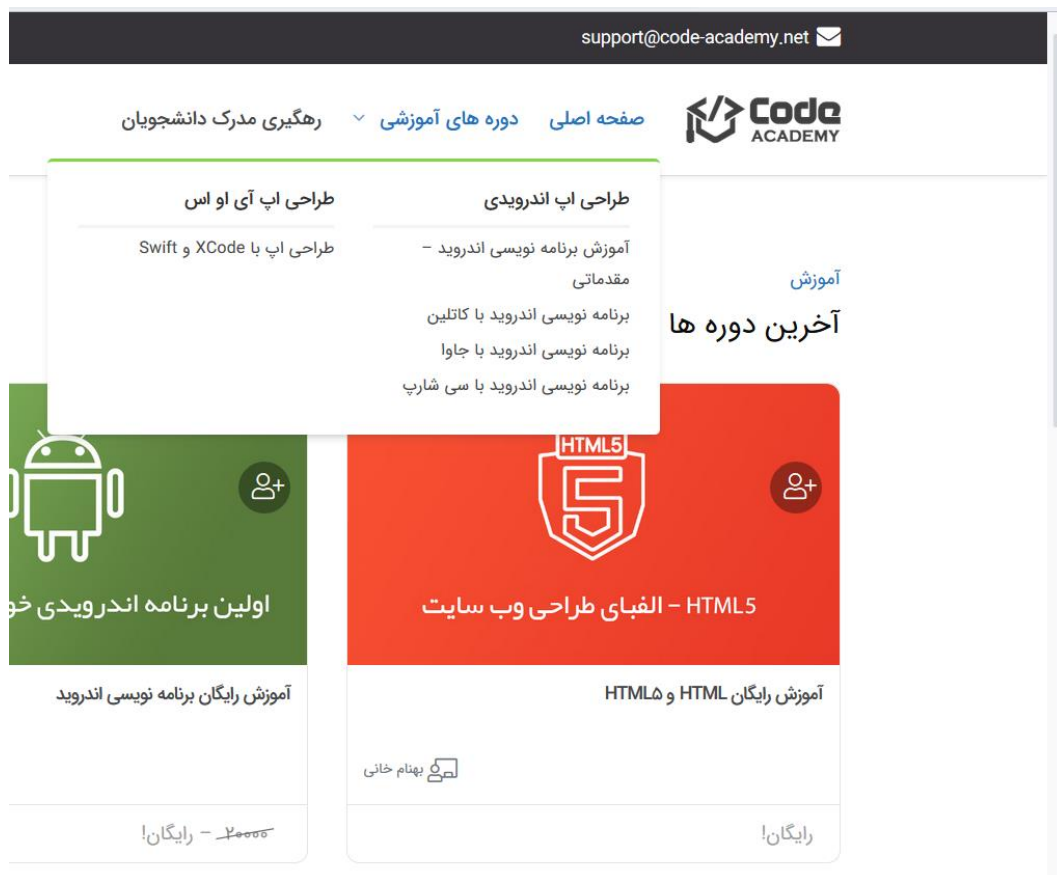 support@code-academy.net
Code
ACADEMY
صفحه اصلی
دوره های آموزشی
رهگیری مدرک دانشجویان
طراحی اپ اندرویدی
آموزش برنامه نویسی اندروید –
مقدماتی
برنامه نویسی اندروید با کاتلین
برنامه نویسی اندروید با جاوا
برنامه نویسی اندروید با سی شارپ
طراحی اپ آی او اس
طراحی اپ با XCode و Swift
آموزش
آخرین دوره ها
HTML5
5
HTML5 – الفبای طراحی وب سایت
آموزش رایگان HTML و HTML۵
بهنام خانی
رایگان!
اولین برنامه اندرویدی
آموزش رایگان برنامه نویسی اندروید
۲۰۰۰۰ – رایگان!